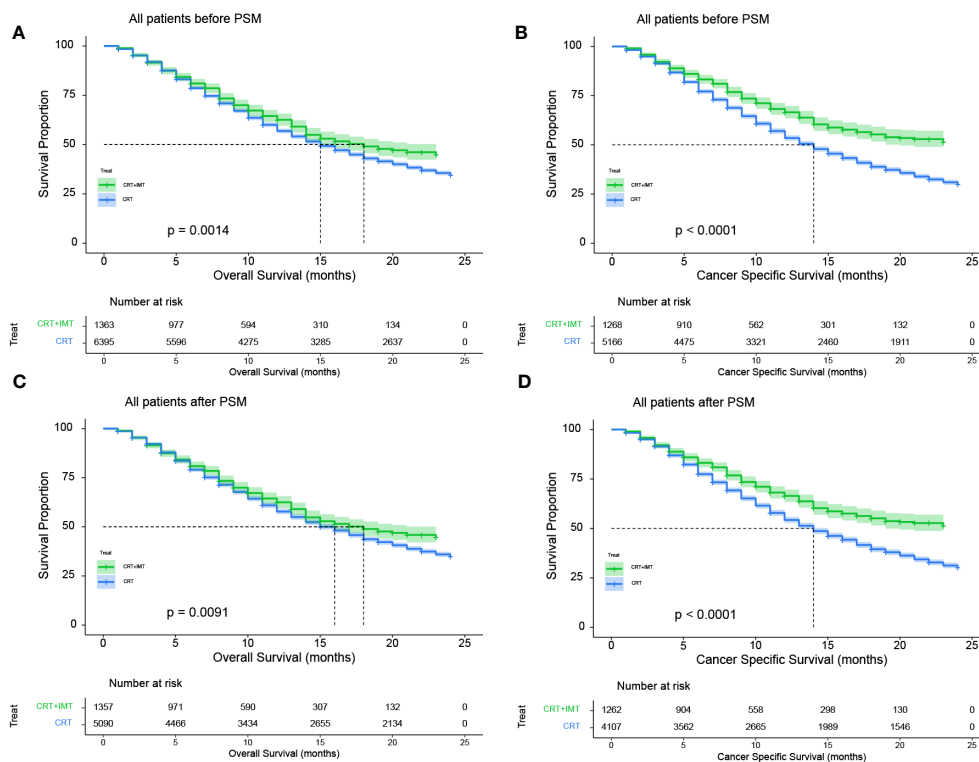 A
All patients before PSM
Survival Proportion
100
75
50
25
0
Treat
CRT+IMT
CRT
p = 0.0014
0 5 10 15 20 25
Overall Survival (months)
Number at risk
Treat
CRT+IMT 1363 977 594 310 134 0
CRT 6395 5596 4275 3285 2637 0
0 5 10 15 20 25
Overall Survival (months)
B
All patients before PSM
Survival Proportion
100
75
50
25
0
Treat
CRT+IMT
CRT
p < 0.0001
0 5 10 15 20 25
Cancer Specific Survival (months)
Number at risk
Treat
CRT+IMT 1268 910 562 301 132 0
CRT 5166 4475 3321 2460 1911 0
0 5 10 15 20 25
Cancer Specific Survival (months)
C
All patients after PSM
Survival Proportion
100
75
50
25
0
Treat
CRT+IMT
CRT
p = 0.0091
0 5 10 15 20 25
Overall Survival (months)
Number at risk
Treat
CRT+IMT 1357 971 590 307 132 0
CRT 5090 4466 3434 2655 2134 0
0 5 10 15 20 25
Overall Survival (months)
D
All patients after PSM
Survival Proportion
100
75
50
25
0
Treat
CRT+IMT
CRT
p < 0.0001
0 5 10 15 20 25
Cancer Specific Survival (months)
Number at risk
Treat
CRT+IMT 1262 904 558 298 130 0
CRT 4107 3562 2665 1989 1546 0
0 5 10 15 20 25
Cancer Specific Survival (months)